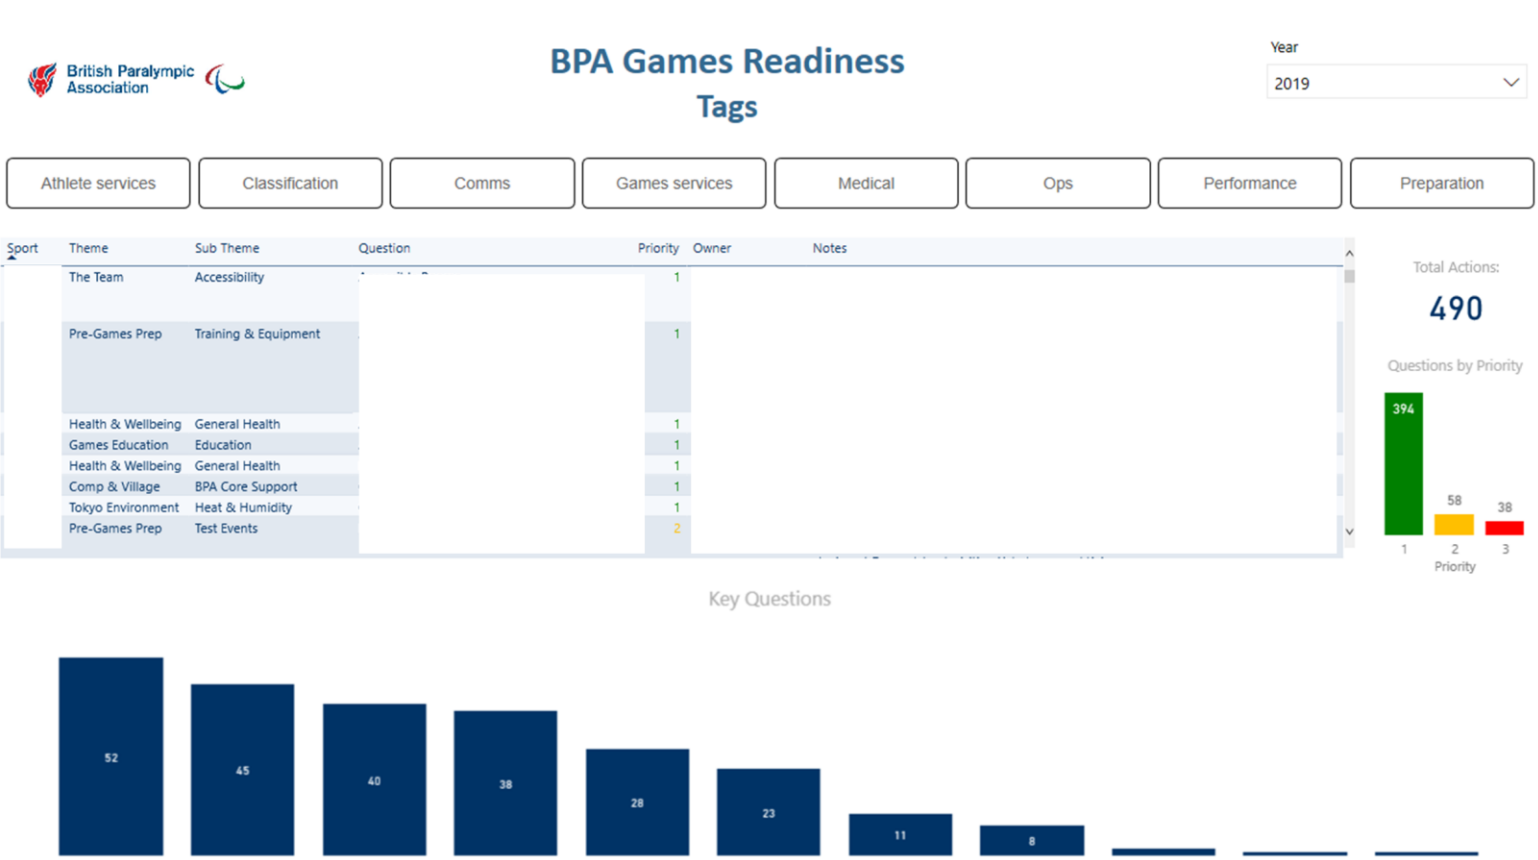 British Paralympic
Association
BPA Games Readiness
Tags
Year
2019
Athlete services
Classification
Comms
Games services
Medical
Ops
Performance
Preparation
Sport Theme Sub Theme Question Priority Owner Notes
The Team Accessibility 1
Pre-Games Prep Training & Equipment 1
Health & Wellbeing General Health 1
Games Education Education 1
Health & Wellbeing General Health 1
Comp & Village BPA Core Support 1
Tokyo Environment Heat & Humidity 1
Pre-Games Prep Test Events 2
Total Actions:
490
Questions by Priority
394
58
38
1 2 3
Priority
Key Questions
52
45
40
38
28
23
11
8